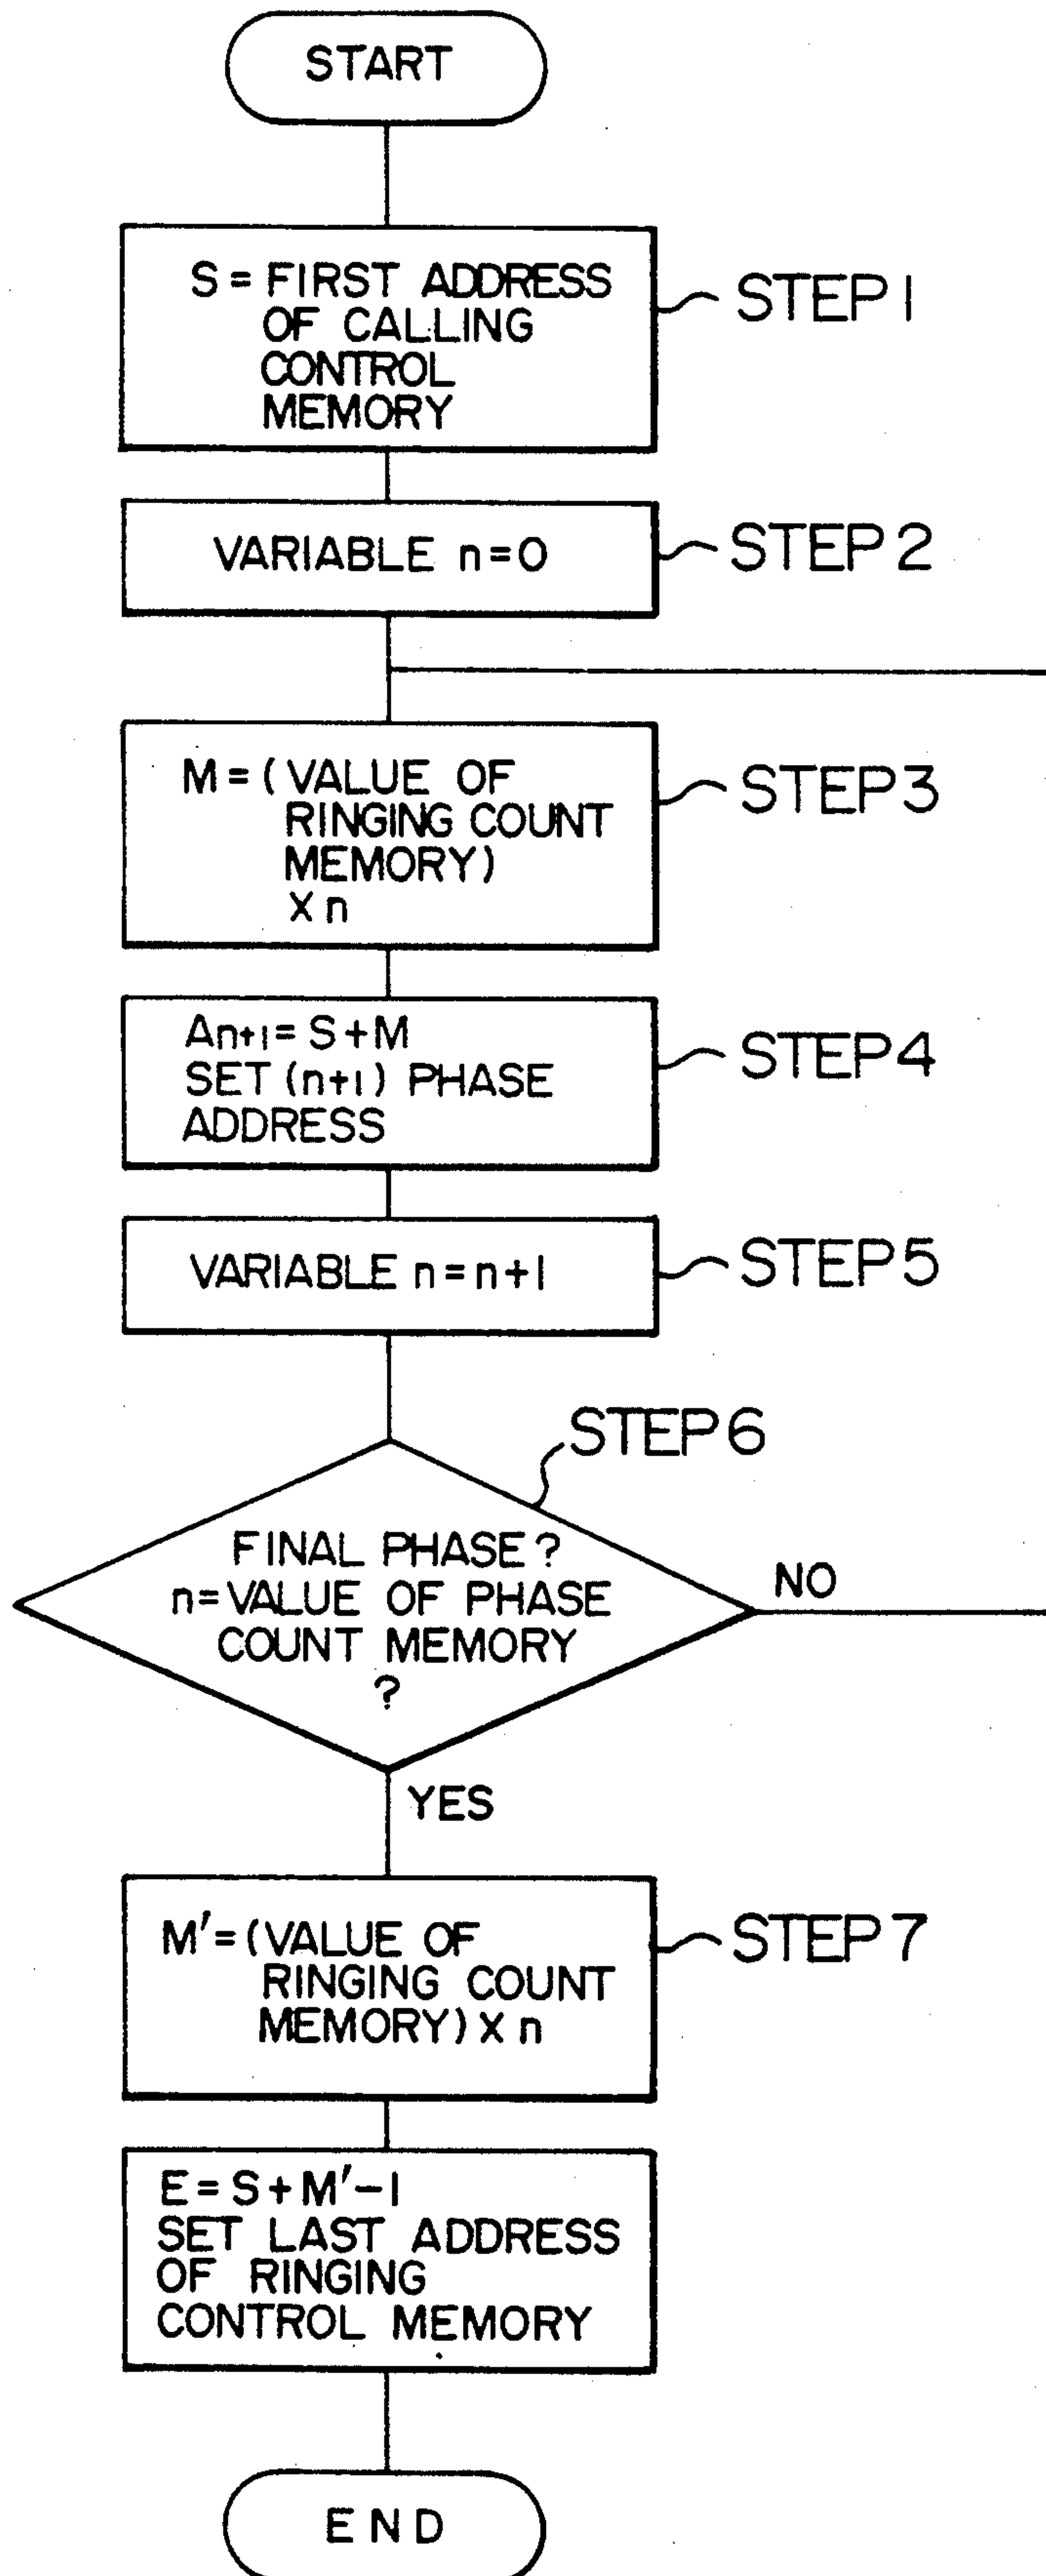 START
S = FIRST ADDRESS
OF CALLING
CONTROL
MEMORY
STEP 1
VARIABLE n=0
STEP 2
M = ( VALUE OF
RINGING COUNT
MEMORY)
X n
STEP 3
An+1 = S+M
SET (n+1) PHASE
ADDRESS
STEP 4
VARIABLE n=n+1
STEP 5
STEP 6
FINAL PHASE ?
n=VALUE OF PHASE
COUNT MEMORY
?
NO
YES
M' = (VALUE OF
RINGING COUNT
MEMORY) X n
STEP 7
E = S + M' - 1
SET LAST ADDRESS
OF RINGING
CONTROL MEMORY
END